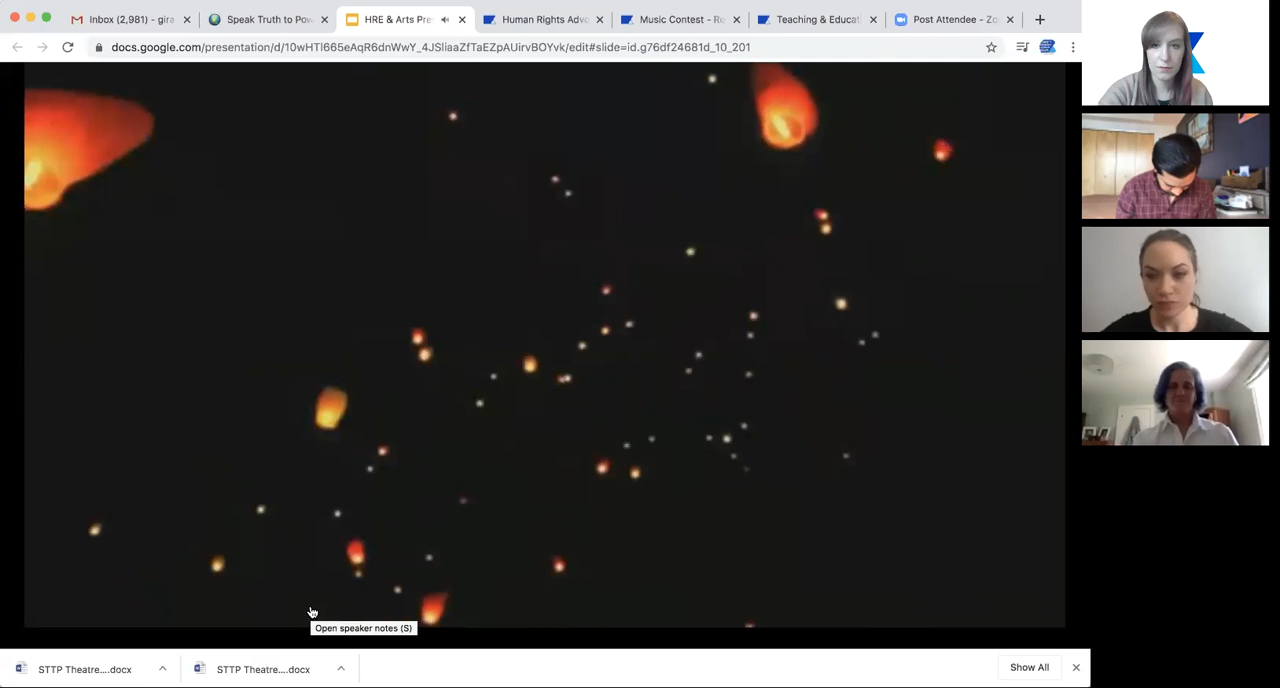 Inbox (2,981) - gira
Speak Truth to Pow
HRE & Arts Pre
Human Rights Advo
Music Contest - Re
Teaching & Educat
Post Attendee - Zo
docs.google.com/presentation/d/10wHTl665eAqR6dnWwY_4JSliaaZfTaEZpAUirvBOYvk/edit#slide=id.g76df24681d_10_201
Open speaker notes (S)
STTP Theatre....docx
STTP Theatre....docx
Show All